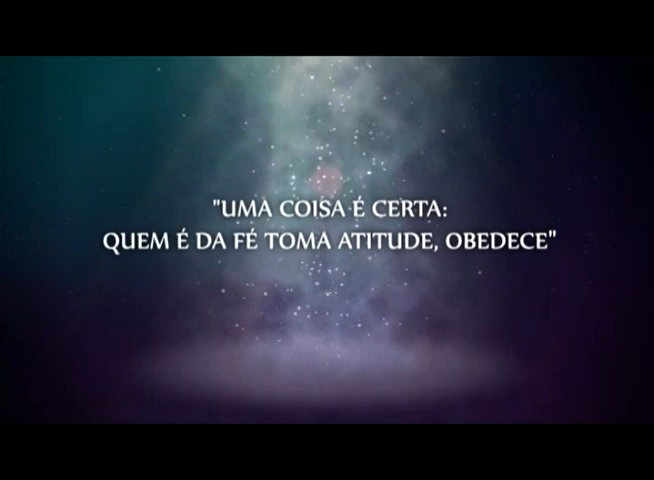 "UMA COISA É CERTA:
QUEM É DA FÉ TOMA ATITUDE, OBEDECE"